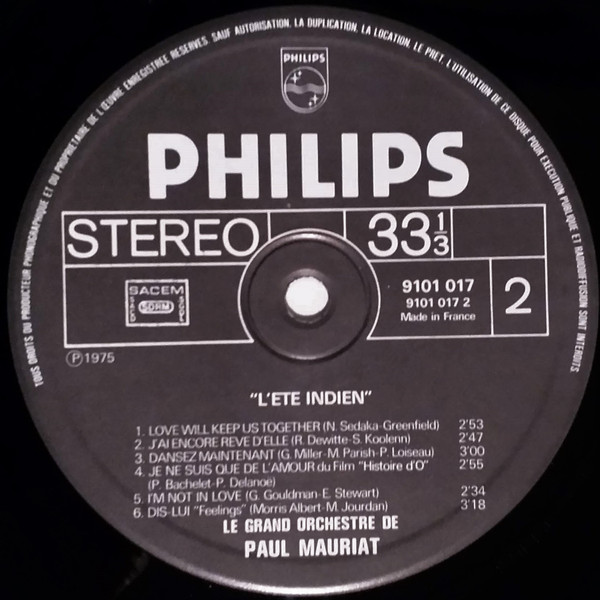 TOUS DROITS DU PRODUCTEUR PHONOGRAPHIQUE ET DU PROPRIETAIRE DE L'ŒUVRE ENREGISTREE RESERVES. SAUF AUTORISATION, LA DUPLICATION, LA LOCATION, LE PRET, L'UTILISATION DE CE DISQUE POUR EXECUTION PUBLIQUE ET RADIODIFFUSION SONT INTERDITS
PHILIPS
PHILIPS
STEREO
33 1/3
SACEM
SDRM
SACD
SGDL
9101 017
9101 017 2
Made in France
2
Ⓟ1975
"L'ETE INDIEN"
1. LOVE WILL KEEP US TOGETHER (N. Sedaka-Greenfield) 2'53
2. J'AI ENCORE REVE D'ELLE (R. Dewitte-S. Koolenn) 2'47
3. DANSEZ MAINTENANT (G. Miller-M. Parish-P. Loiseau) 3'00
4. JE NE SUIS QUE DE L'AMOUR du Film "Histoire d'O" 2'55
(P. Bachelet-P. Delanoë)
5. I'M NOT IN LOVE (G. Gouldman-E. Stewart) 2'34
6. DIS-LUI "Feelings" (Morris Albert-M. Jourdan) 3'18
LE GRAND ORCHESTRE DE
PAUL MAURIAT